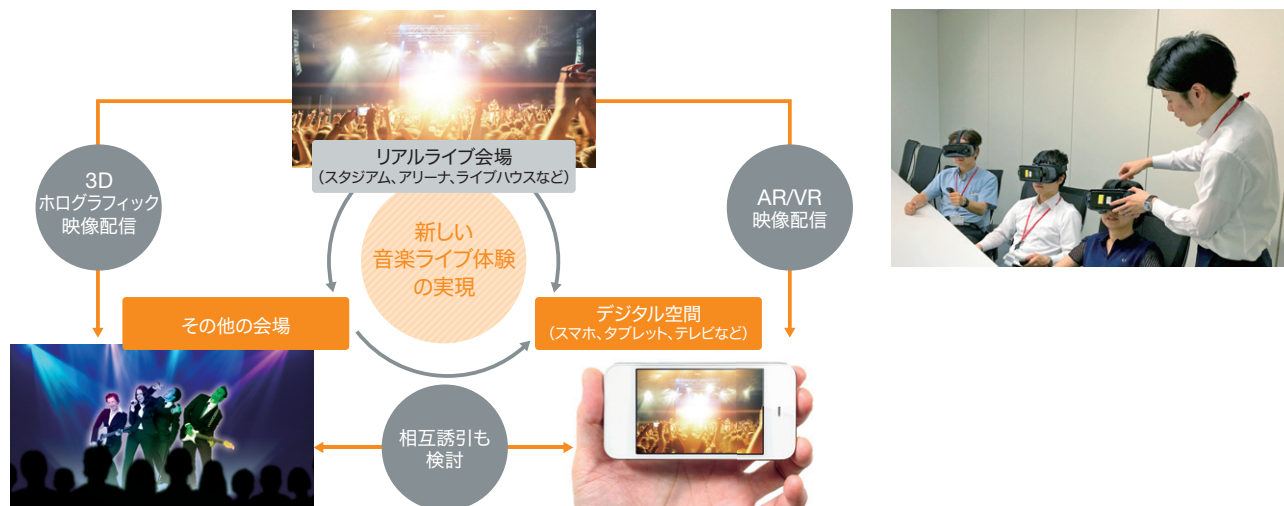 リアルライブ会場
（スタジアム、アリーナ、ライブハウスなど）
3D
ホログラフィック
映像配信
AR/VR
映像配信
新しい
音楽ライブ体験
の実現
その他の会場
デジタル空間
（スマホ、タブレット、テレビなど）
相互誘引も
検討